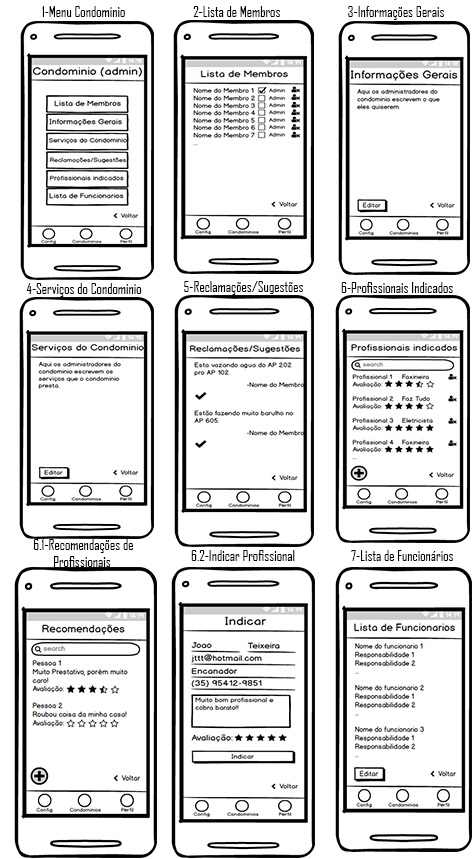 1-Menu Condominio
Condominio (admin)
Lista de Membros
Informações Gerais
Serviços do Condominio
Reclamações/Sugestões
Profissionais indicados
Lista de Funcionarios
< Voltar
Config Condominios Perfil
2-Lista de Membros
Lista de Membros
Nome do Membro 1 Admin
Nome do Membro 2 Admin
Nome do Membro 3 Admin
Nome do Membro 4 Admin
Nome do Membro 5 Admin
Nome do Membro 6 Admin
Nome do Membro 7 Admin
...
< Voltar
Config Condominios Perfil
3-Informações Gerais
Informações Gerais
Aqui os administradores do
condominio escrevem o que
eles quiserem.
Editar < Voltar
Config Condominios Perfil
4-Serviços do Condominio
Serviços do Condominio
Aqui os administradores do
condominio escrevem os
serviços que o condominio
presta.
Editar < Voltar
Config Condominios Perfil
5-Reclamações/Sugestões
Reclamações/Sugestões
Esta vazando agua do AP 202
pro AP 102.
-Nome do Membro
Estão fazendo muito barulho no
AP 605.
-Nome do Membro
< Voltar
Config Condominios Perfil
6-Profissionais Indicados
Profissionais indicados
search
Profissional 1 Faxineiro
Avaliação:
Profissional 2 Faz Tudo
Avaliação:
Profissional 3 Eletricista
Avaliação:
Profissional 4 Faxineira
Avaliação:
...
< Voltar
Config Condominios Perfil
6.1-Recomendações de
Profissionais
Recomendações
search
Pessoa 1
Muito Prestativo, porém muito
caro!
Avaliação:
Pessoa 2
Roubou coisa da minha casa!
Avaliação:
< Voltar
Config Condominios Perfil
6.2-Indicar Profissional
Indicar
Joao Teixeira
jttt@hotmail.com
Encanador
(35) 95412-9851
Muito bom profissional e
cobra barato!!
Avaliação:
Indicar
< Voltar
Config Condominios Perfil
7-Lista de Funcionários
Lista de Funcionarios
Nome do funcionario 1
Responsabilidade 1
Responsabilidade 2
...
Nome do funcionario 2
Responsabilidade 1
Responsabilidade 2
...
Nome do funcionario 3
Responsabilidade 1
Responsabilidade 2
...
Editar < Voltar
Config Condominios Perfil